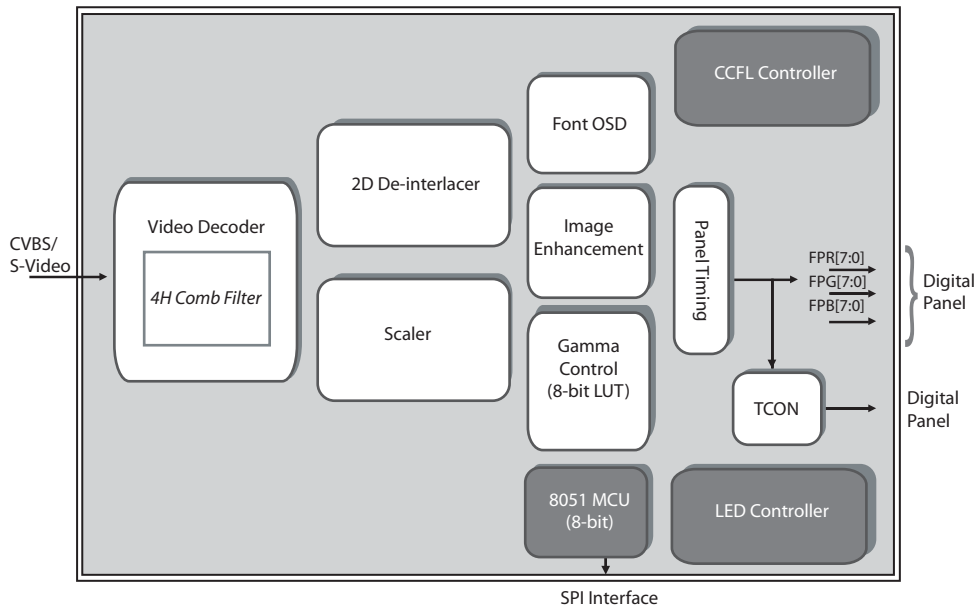 CCFL Controller
Font OSD
2D De-interlacer
Video Decoder
4H Comb Filter
CVBS/
S-Video
Image
Enhancement
Panel Timing
FPR[7:0]
FPG[7:0]
FPB[7:0]
Digital
Panel
Scaler
Gamma
Control
(8-bit LUT)
TCON
Digital
Panel
8051 MCU
(8-bit)
LED Controller
SPI Interface